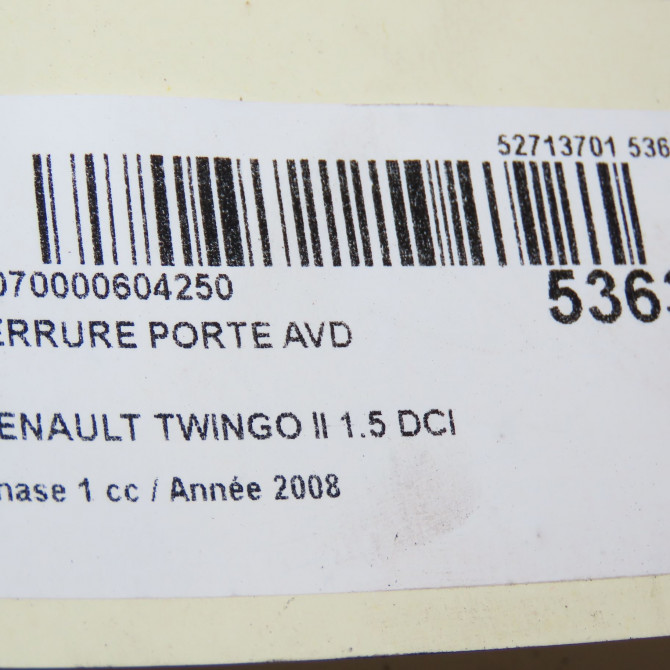 52713701 536
070000604250
5363
ERRURE PORTE AVD
ENAULT TWINGO II 1.5 DCI
hase 1 cc / Année 2008